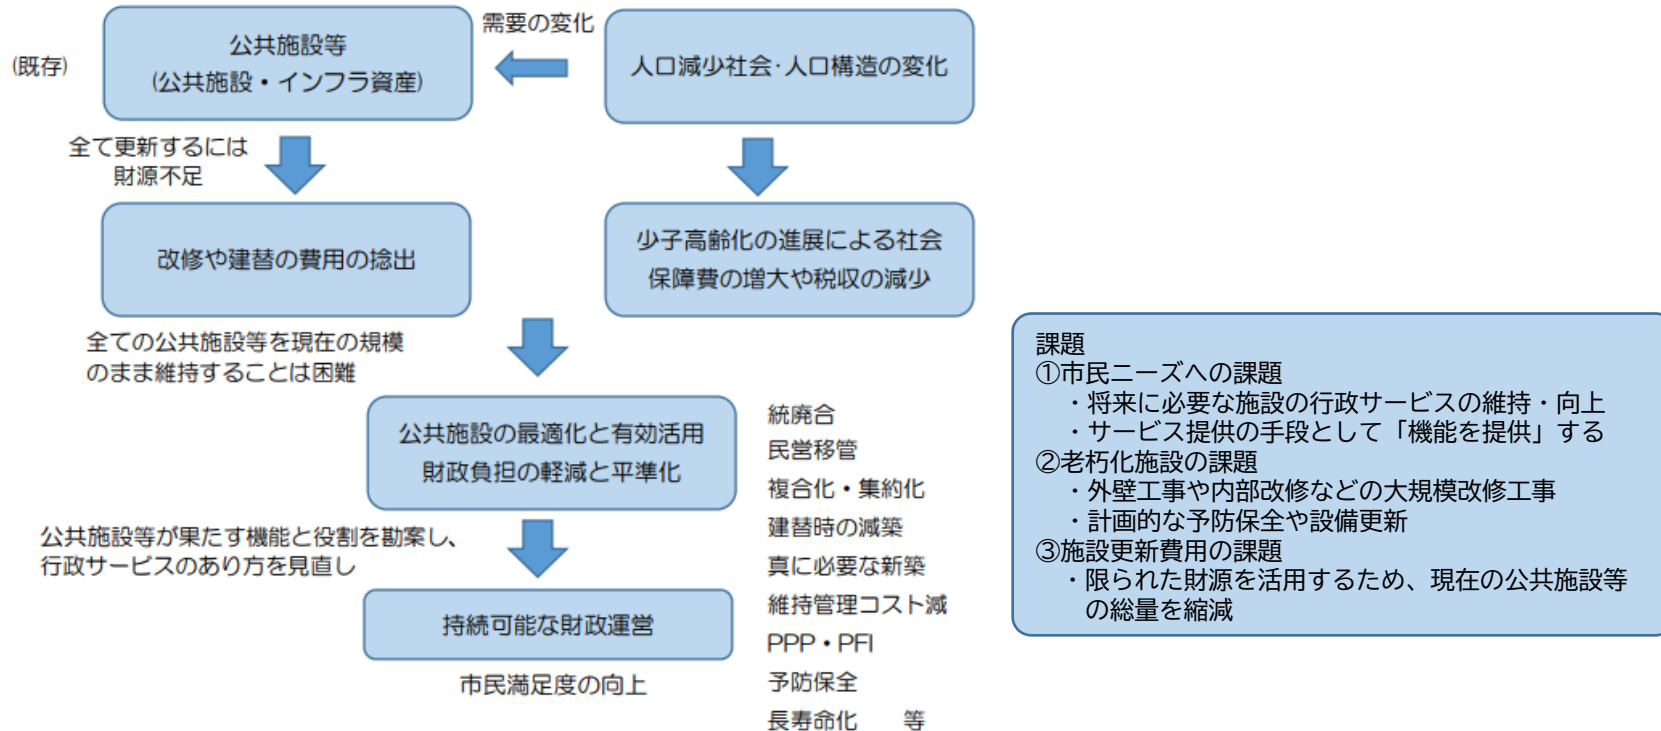 需要の変化
(既存)
公共施設等
(公共施設・インフラ資産)
人口減少社会・人口構造の変化
全て更新するには
財源不足
改修や建替の費用の捻出
少子高齢化の進展による社会
保障費の増大や税収の減少
全ての公共施設等を現在の規模
のまま維持することは困難
公共施設の最適化と有効活用
財政負担の軽減と平準化
公共施設等が果たす機能と役割を勘案し、
行政サービスのあり方を見直し
持続可能な財政運営
市民満足度の向上
統廃合
民営移管
複合化・集約化
建替時の減築
真に必要な新築
維持管理コスト減
PPP・PFI
予防保全
長寿命化　等
課題
①市民ニーズへの課題
・将来に必要な施設の行政サービスの維持・向上
・サービス提供の手段として「機能を提供」する
②老朽化施設の課題
・外壁工事や内部改修などの大規模改修工事
・計画的な予防保全や設備更新
③施設更新費用の課題
・限られた財源を活用するため、現在の公共施設等
の総量を縮減